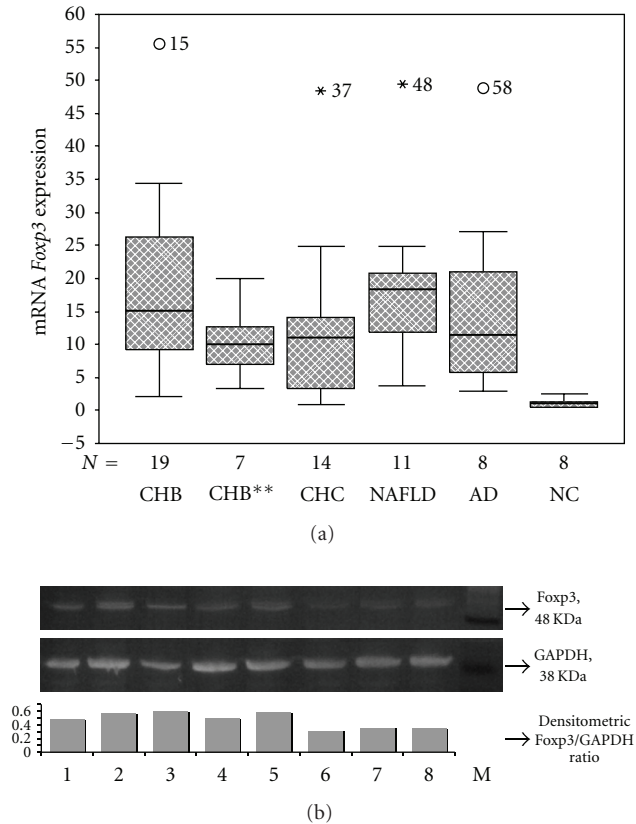 60
55
50
45
40
35
30
25
20
15
10
5
0
−5
mRNA Foxp3 expression
15
37
48
58
N = 19 7 14 11 8 8
CHB CHB** CHC NAFLD AD NC
(a)
Foxp3,
48 KDa
GAPDH,
38 KDa
0.6
0.4
0.2
0
Densitometric
Foxp3/GAPDH
ratio
1 2 3 4 5 6 7 8 M
(b)